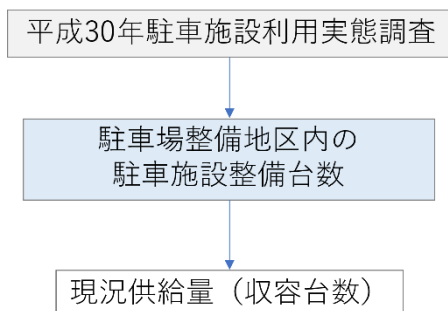 平成30年駐車施設利用実態調査
駐車場整備地区内の
駐車施設整備台数
現況供給量（収容台数）